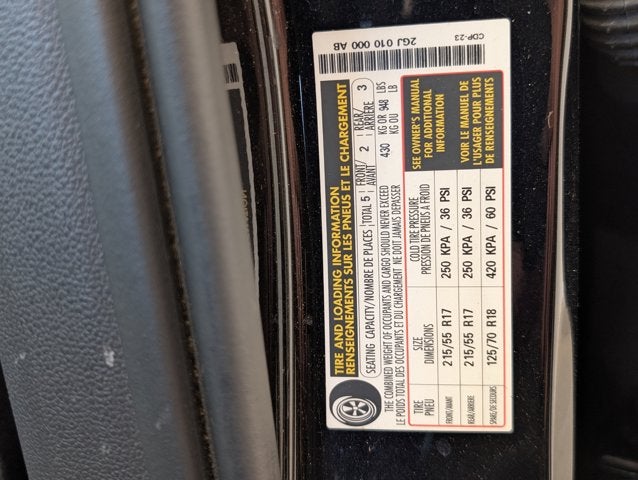 2GJ 010 000 AB
CDP-23
TIRE AND LOADING INFORMATION
RENSEIGNEMENTS SUR LES PNEUS ET LE CHARGEMENT
SEATING CAPACITY/NOMBRE DE PLACES TOTAL 5 FRONT/AVANT 2 REAR/ARRIÈRE 3
THE COMBINED WEIGHT OF OCCUPANTS AND CARGO SHOULD NEVER EXCEED 430 KG OR 948 LBS
LE POIDS TOTAL DES OCCUPANTS ET DU CHARGEMENT NE DOIT JAMAIS DEPASSER KG OU LB
TIRE SIZE COLD TIRE PRESSURE
PNEU DIMENSIONS PRESSION DE PNEUS A FROID
FRONT/AVANT 215/55 R17 250 KPA / 36 PSI
REAR/ARRIERE 215/55 R17 250 KPA / 36 PSI
SPARE/DE SECOURS 125/70 R18 420 KPA / 60 PSI
SEE OWNER'S MANUAL
FOR ADDITIONAL
INFORMATION
VOIR LE MANUEL DE
L'USAGER POUR PLUS
DE RENSEIGNEMENTS